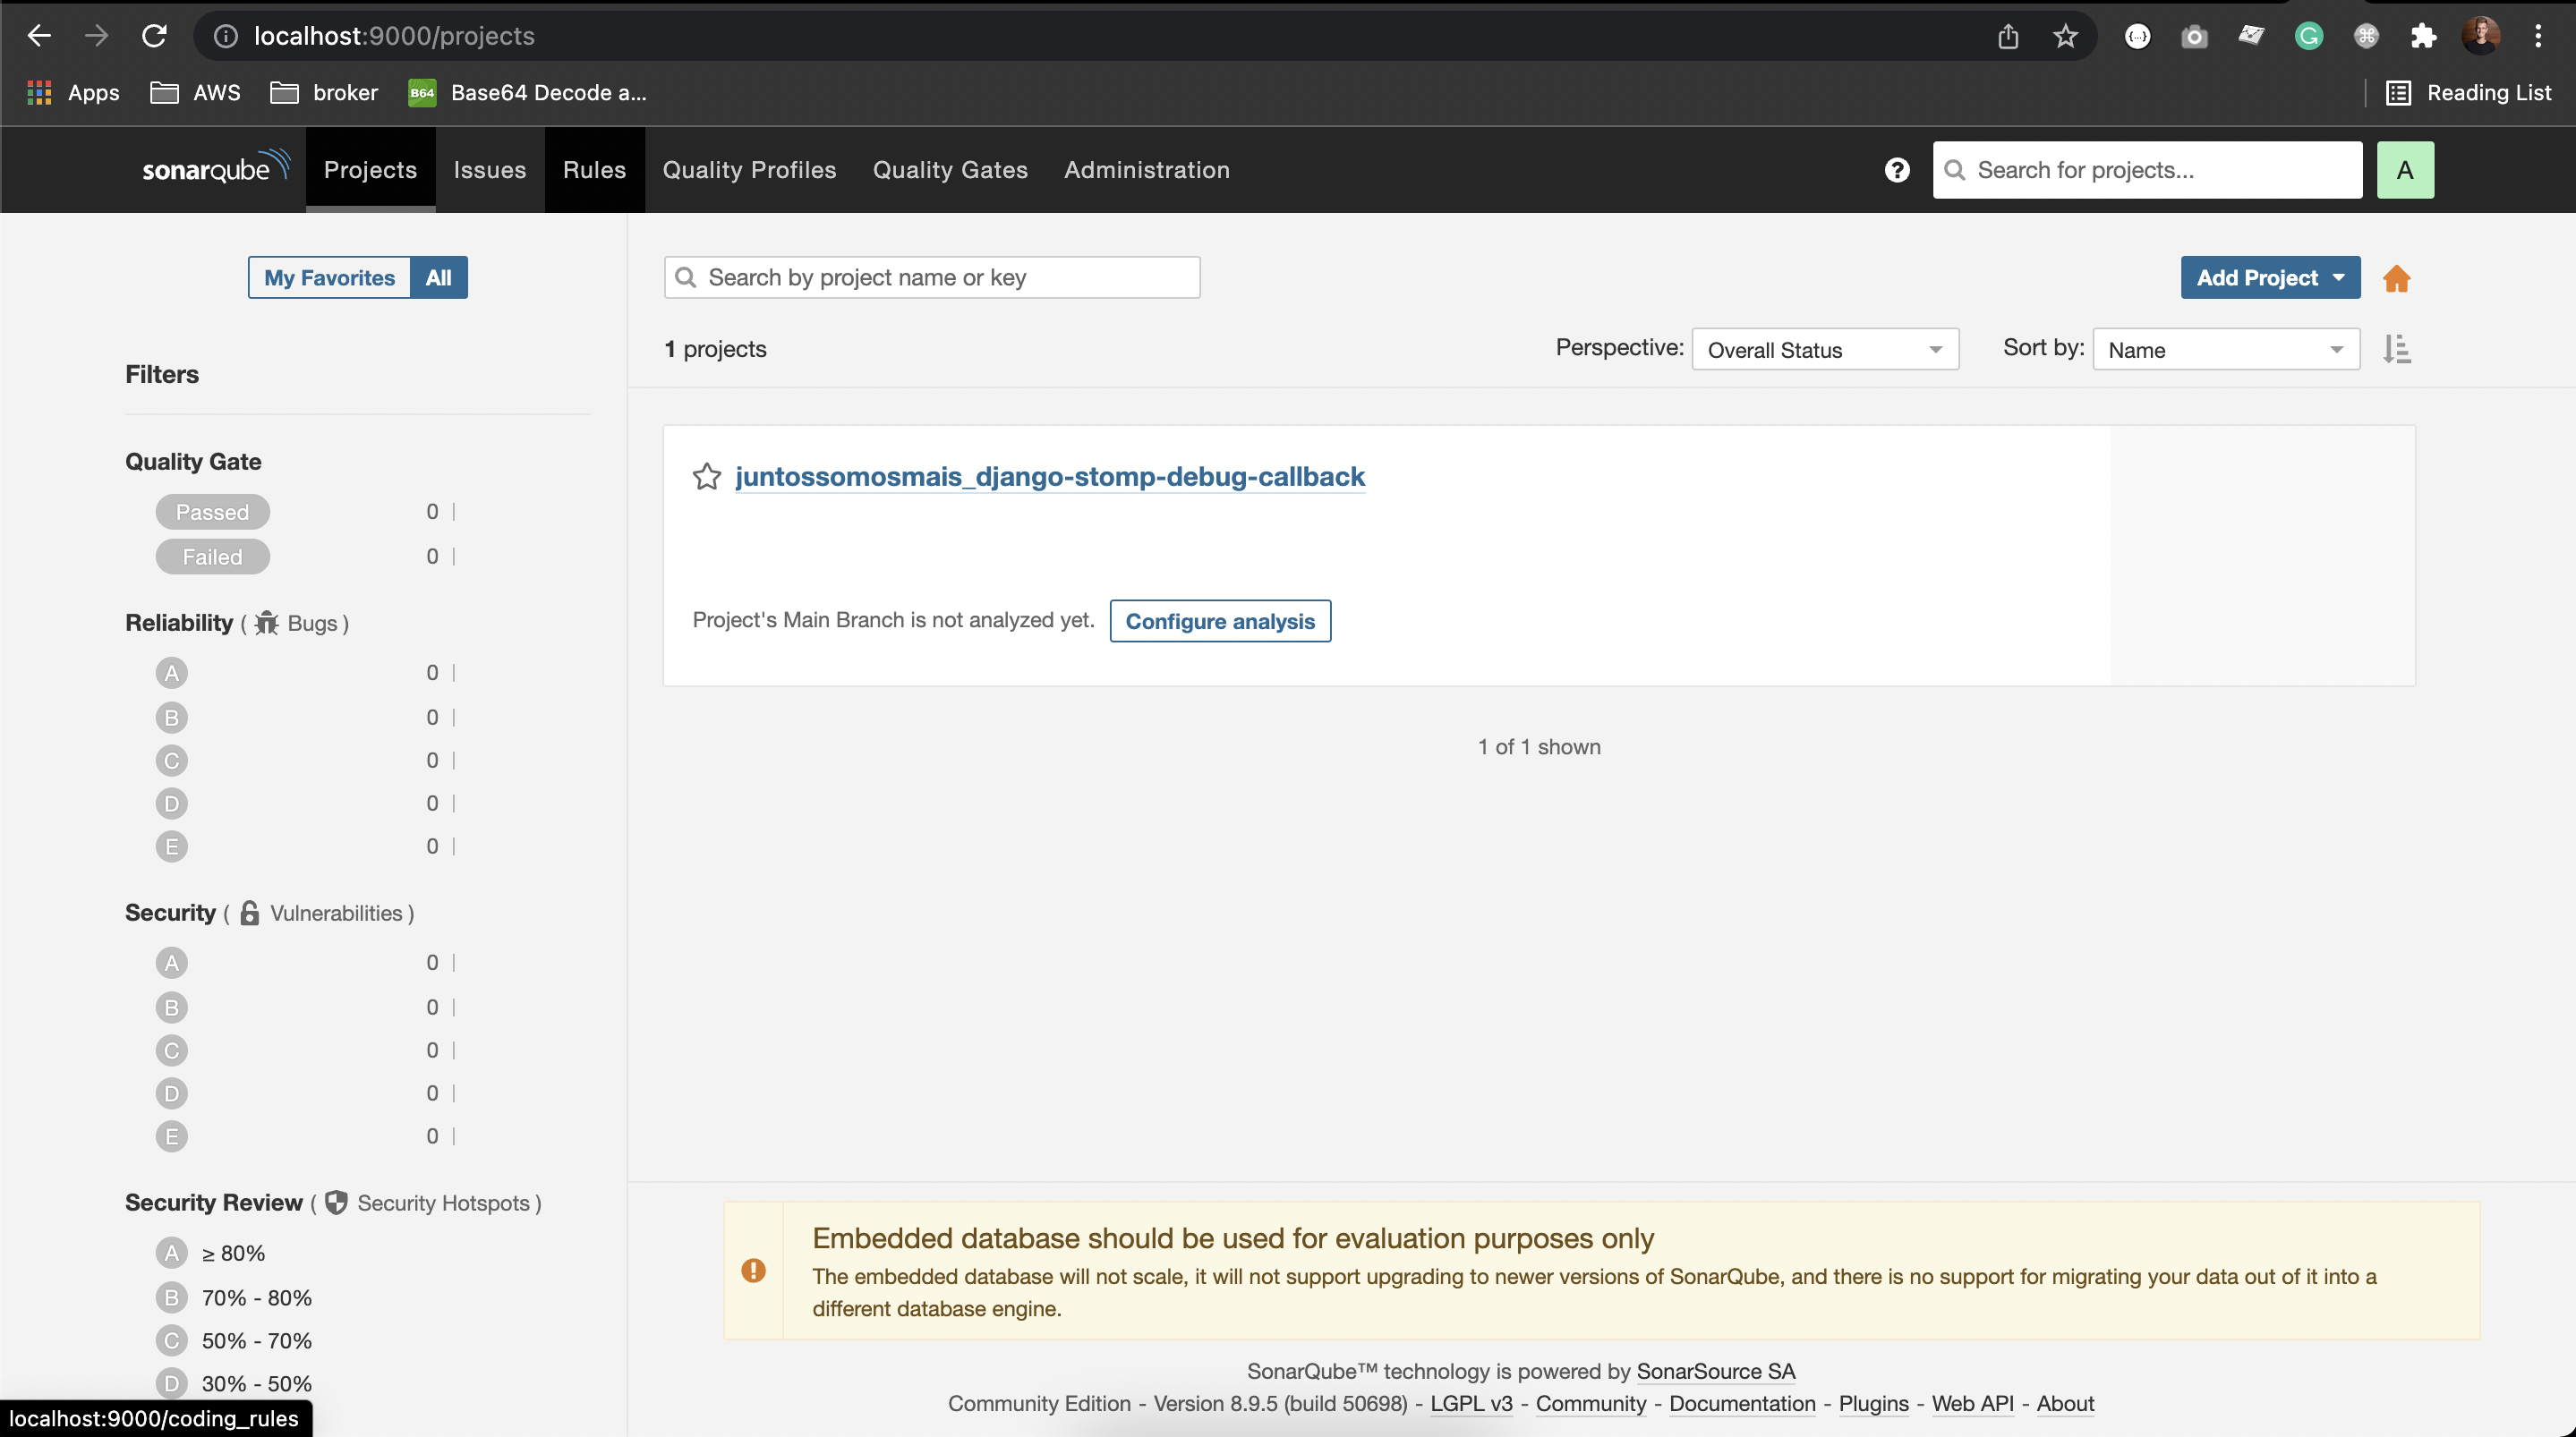 localhost:9000/projects
Apps AWS broker B64 Base64 Decode a... Reading List
sonarqube Projects Issues Rules Quality Profiles Quality Gates Administration ? Search for projects... A
My Favorites All
Search by project name or key
Add Project
1 projects
Perspective: Overall Status
Sort by: Name
Filters
Quality Gate
Passed 0
Failed 0
Reliability ( Bugs )
A 0
B 0
C 0
D 0
E 0
Security ( Vulnerabilities )
A 0
B 0
C 0
D 0
E 0
Security Review ( Security Hotspots )
A ≥ 80%
B 70% - 80%
C 50% - 70%
D 30% - 50%
localhost:9000/coding_rules
juntossomosmais_django-stomp-debug-callback
Project's Main Branch is not analyzed yet. Configure analysis
1 of 1 shown
Embedded database should be used for evaluation purposes only
The embedded database will not scale, it will not support upgrading to newer versions of SonarQube, and there is no support for migrating your data out of it into a
different database engine.
SonarQube™ technology is powered by SonarSource SA
Community Edition - Version 8.9.5 (build 50698) - LGPL v3 - Community - Documentation - Plugins - Web API - About